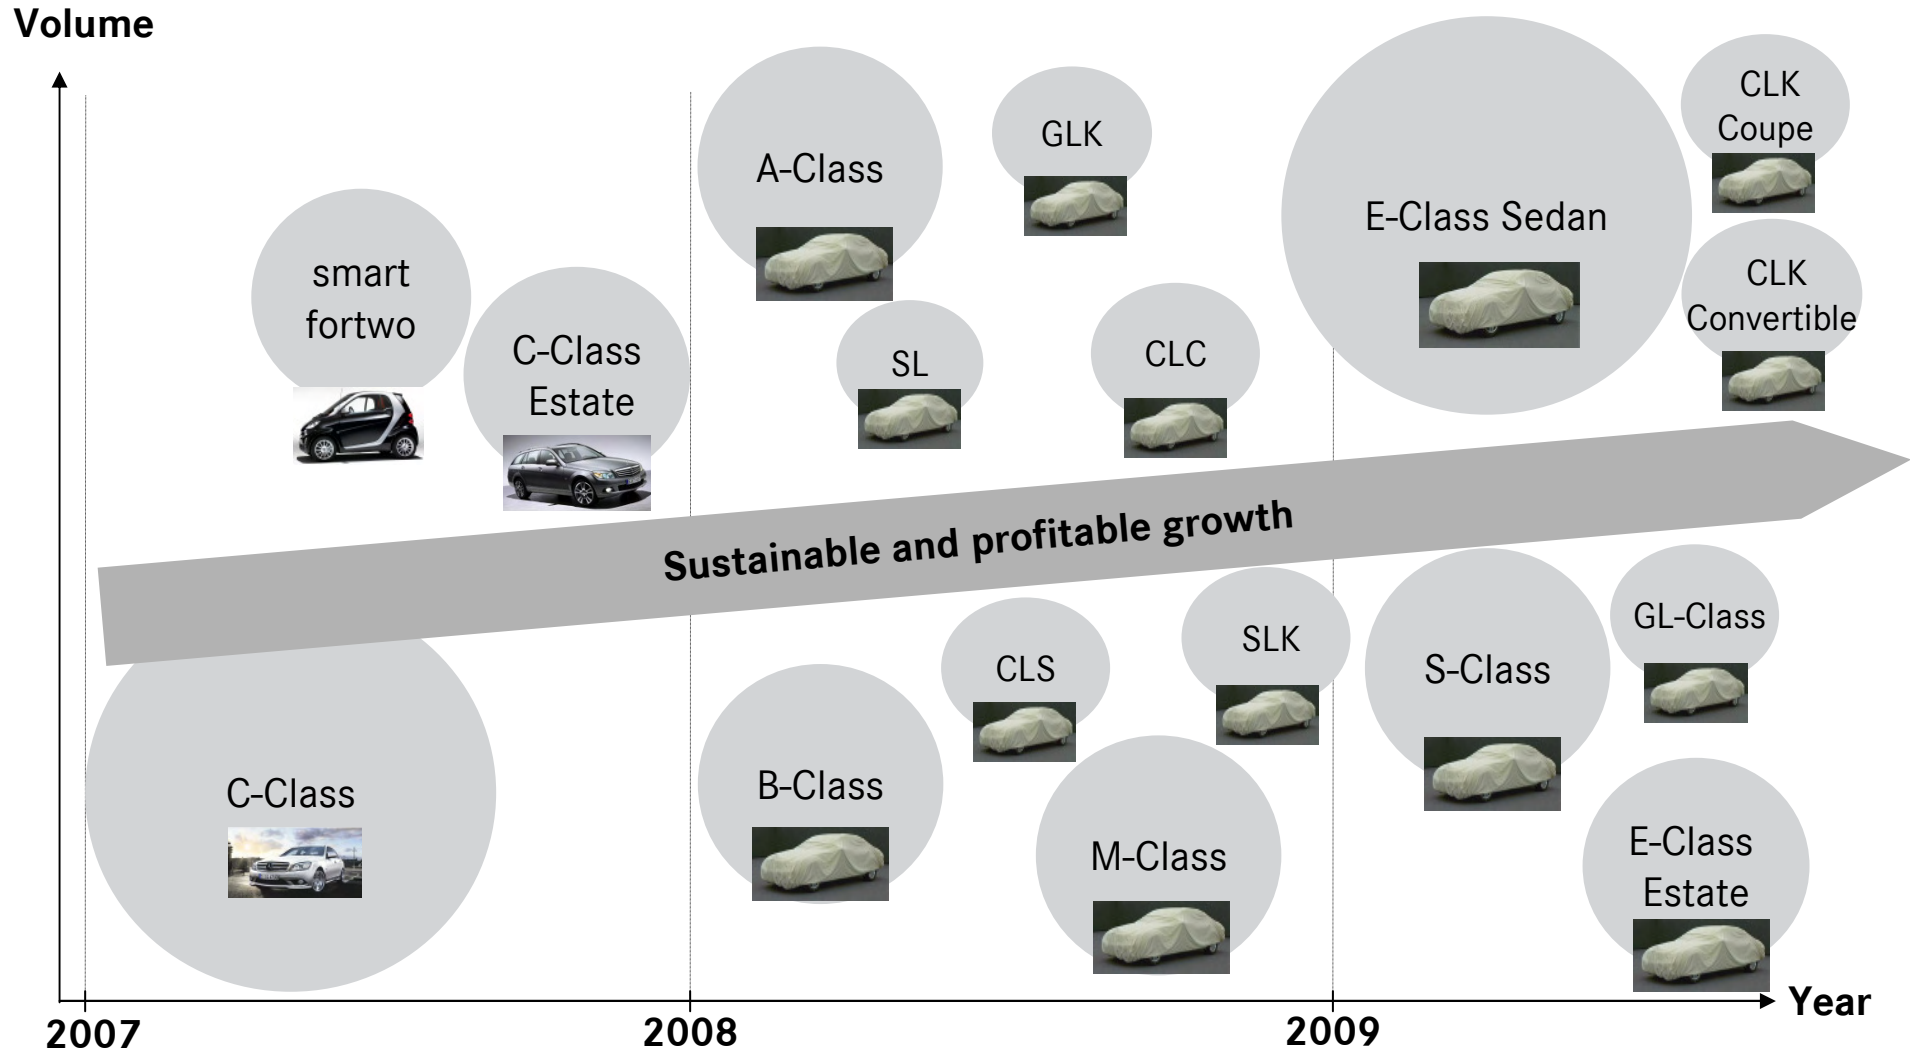 Volume
A-Class
GLK
E-Class Sedan
CLK
Coupe
smart
fortwo
C-Class
Estate
SL
CLC
CLK
Convertible
Sustainable and profitable growth
C-Class
B-Class
CLS
M-Class
SLK
S-Class
GL-Class
E-Class
Estate
Year
2007
2008
2009